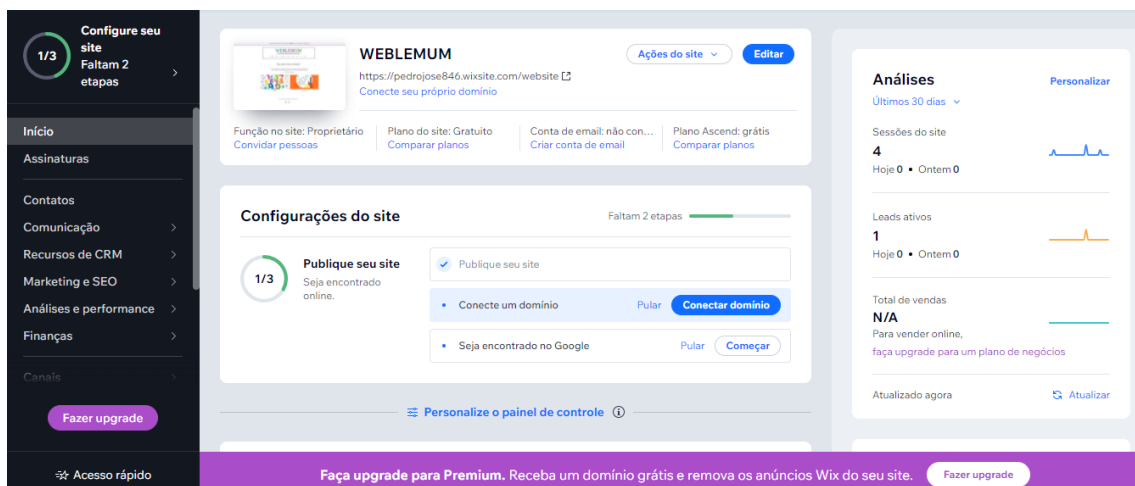 1/3
Configure seu
site
Faltam 2
etapas
Início
Assinaturas
Contatos
Comunicação
Recursos de CRM
Marketing e SEO
Análises e performance
Finanças
Canais
Fazer upgrade
Acesso rápido
WEBLEMUM
Ações do site
Editar
https://pedrojose846.wixsite.com/website
Conecte seu próprio domínio
Função no site: Proprietário
Convidar pessoas
Plano do site: Gratuito
Comparar planos
Conta de email: não con...
Criar conta de email
Plano Ascend: grátis
Comparar planos
Configurações do site
Faltam 2 etapas
1/3
Publique seu site
Seja encontrado
online.
Publique seu site
Conecte um domínio
Pular
Conectar domínio
Seja encontrado no Google
Pular
Começar
Personalize o painel de controle
Análises
Personalizar
Últimos 30 dias
Sessões do site
4
Hoje 0 • Ontem 0
Leads ativos
1
Hoje 0 • Ontem 0
Total de vendas
N/A
Para vender online,
faça upgrade para um plano de negócios
Atualizado agora
Atualizar
Faça upgrade para Premium. Receba um domínio grátis e remova os anúncios Wix do seu site.
Fazer upgrade